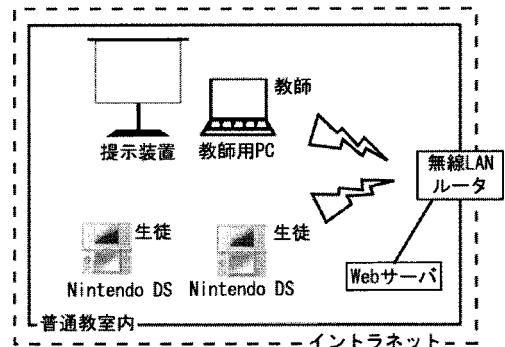 教師
提示装置 教師用PC
無線LAN
ルータ
生徒 生徒
Nintendo DS Nintendo DS
Webサーバ
普通教室内
イントラネット